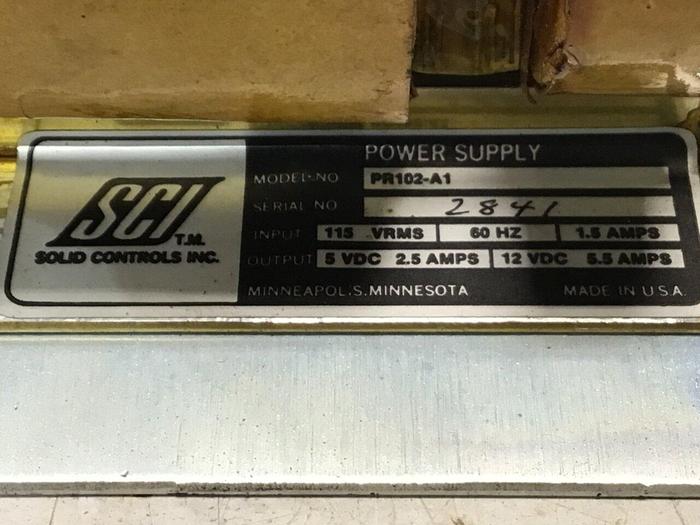 POWER SUPPLY
MODEL-NO PR102-A1
SERIAL NO 2841
INPUT 115 VRMS 60 HZ 1.5 AMPS
OUTPUT 5 VDC 2.5 AMPS 12 VDC 5.5 AMPS
MINNEAPOLIS.MINNESOTA MADE IN U.S.A.
SCI T.M.
SOLID CONTROLS INC.